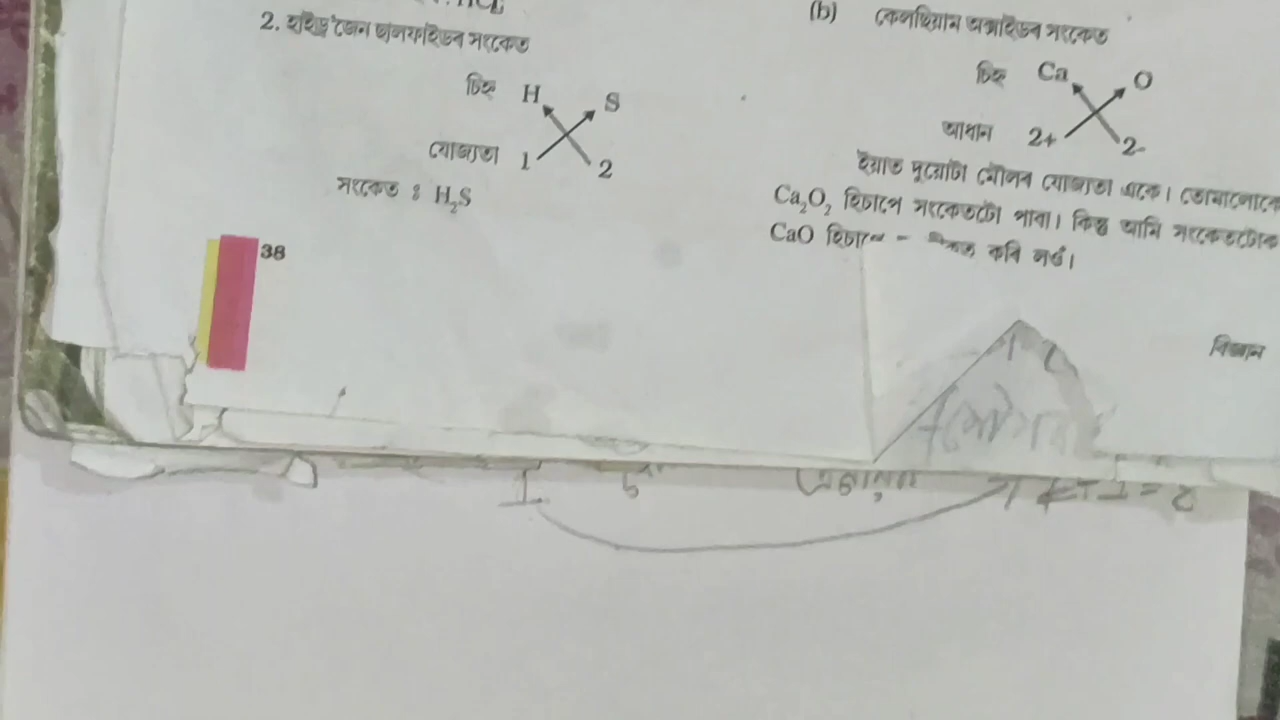 2. হাইড্ৰ'জেন ছালফাইডৰ সংকেত
চিহ্ন H S
যোজ্যতা 1 2
সংকেত ঃ H₂S
38
(b) কেলছিয়াম অক্সাইডৰ সংকেত
চিহ্ন Ca O
আধান 2+ 2-
ইয়াত দুয়োটা মৌলৰ যোজ্যতা একে। তোমালোকে
Ca₂O₂ হিচাপে সংকেতটো পাবা। কিন্তু আমি সংকেতটোক
CaO কৰি লওঁ।
বিজ্ঞান